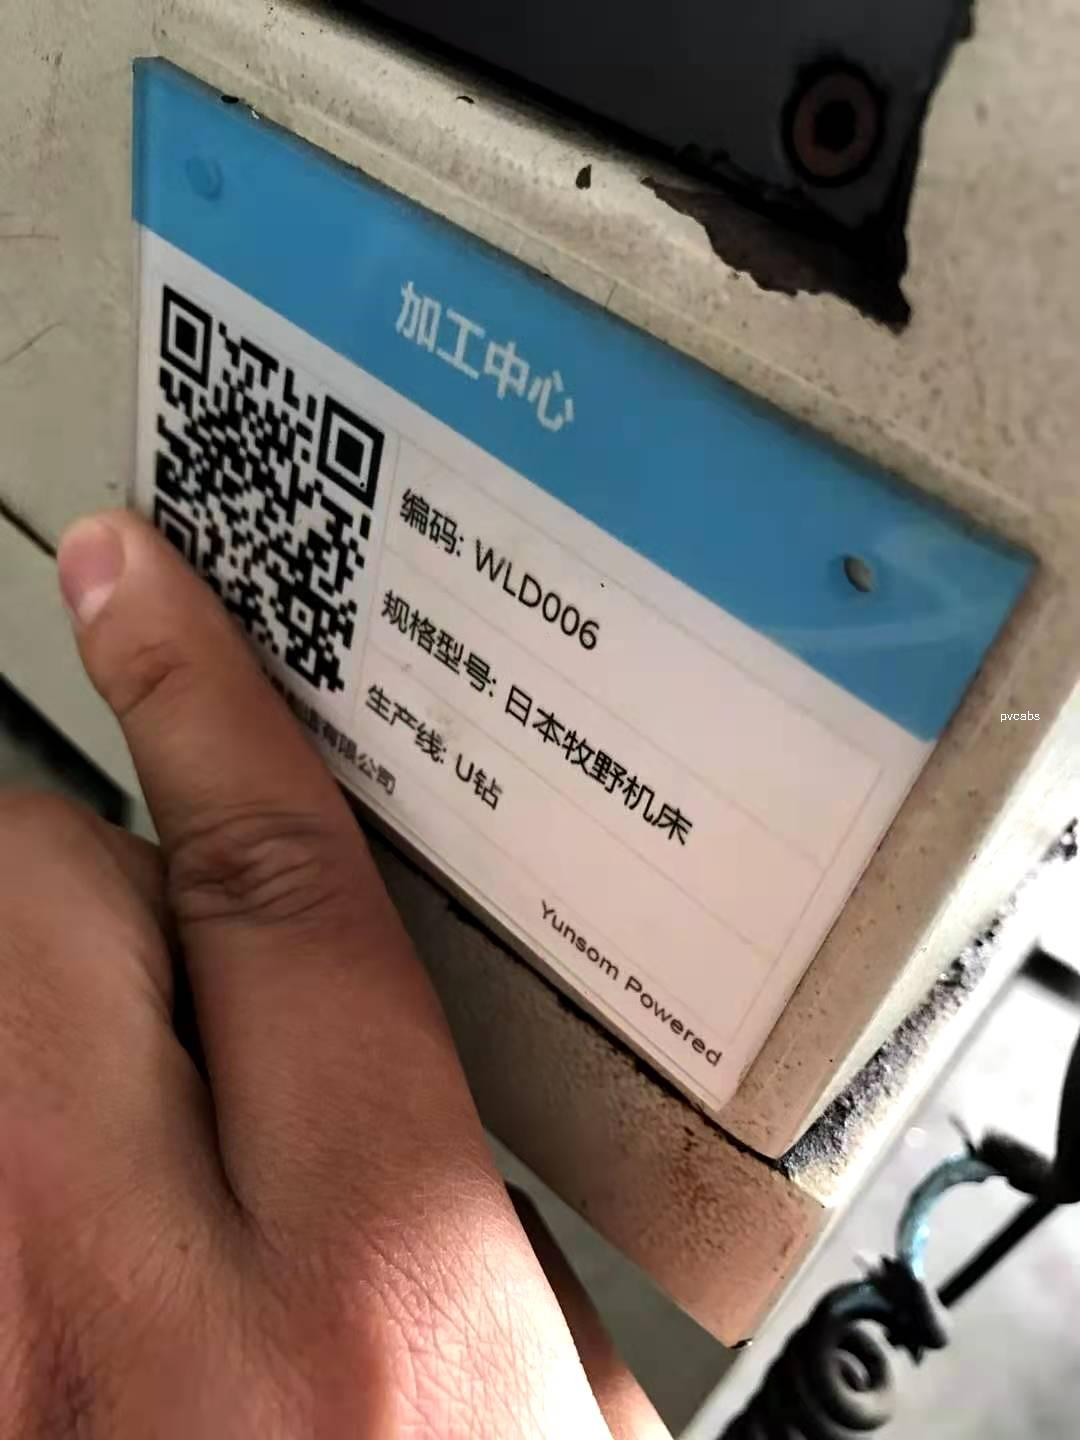 加工中心
编码: WLD006
规格型号: 日本牧野机床
生产线: U钻
造有限公司
Yunsom Powered
pvcabs